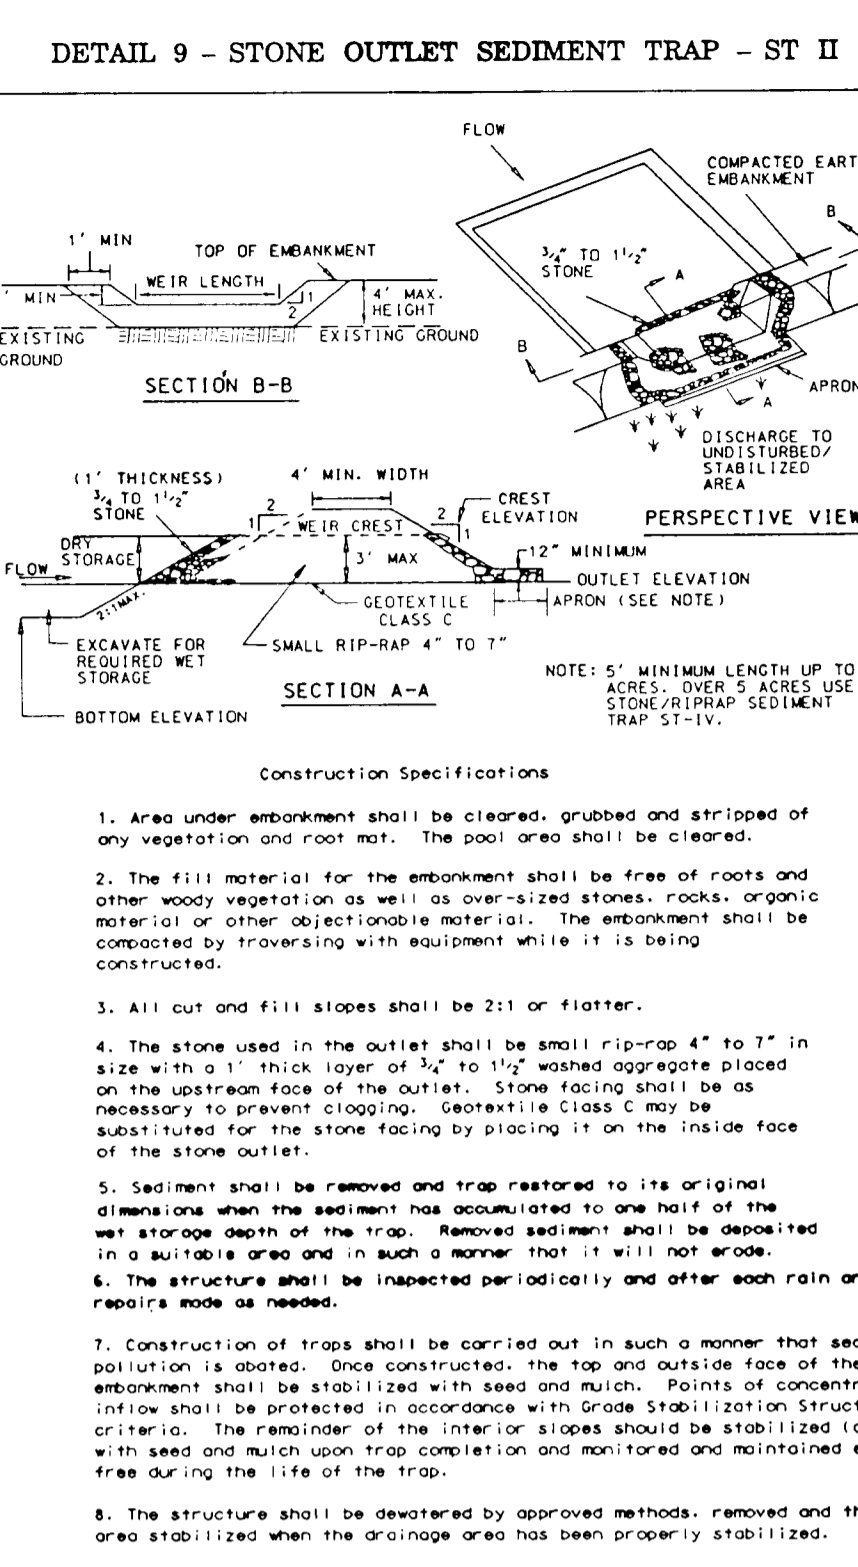 DETAIL 9 – STONE OUTLET SEDIMENT TRAP – ST II
FLOW
COMPACTED EART
EMBANKMENT
B
1' MIN
TOP OF EMBANKMENT
3/4" TO 1 1/2"
STONE
A
WEIR LENGTH
' MIN
1
2
4' MAX.
HEIGHT
EXISTING
GROUND
EXISTING GROUND
B
SECTION B-B
APRON
A
DISCHARGE TO
UNDISTURBED/
STABILIZED
AREA
PERSPECTIVE VIEW
(1' THICKNESS)
3/4 TO 1 1/2"
STONE
4' MIN. WIDTH
2
1
WEIR CREST
2
1
CREST
ELEVATION
DRY
STORAGE
FLOW
3' MAX
12" MINIMUM
OUTLET ELEVATION
2:1 MAX.
GEOTEXTILE
CLASS C
APRON (SEE NOTE)
EXCAVATE FOR
REQUIRED WET
STORAGE
SMALL RIP-RAP 4" TO 7"
SECTION A-A
BOTTOM ELEVATION
NOTE: 5' MINIMUM LENGTH UP TO
ACRES. OVER 5 ACRES USE
STONE/RIPRAP SEDIMENT
TRAP ST-IV.
Construction Specifications
1. Area under embankment shall be cleared, grubbed and stripped of
any vegetation and root mat. The pool area shall be cleared.
2. The fill material for the embankment shall be free of roots and
other woody vegetation as well as over-sized stones, rocks, organic
material or other objectionable material. The embankment shall be
compacted by traversing with equipment while it is being
constructed.
3. All cut and fill slopes shall be 2:1 or flatter.
4. The stone used in the outlet shall be small rip-rap 4" to 7" in
size with a 1' thick layer of 3/4" to 1 1/2" washed aggregate placed
on the upstream face of the outlet. Stone facing shall be as
necessary to prevent clogging. Geotextile Class C may be
substituted for the stone facing by placing it on the inside face
of the stone outlet.
5. Sediment shall be removed and trap restored to its original
dimensions when the sediment has accumulated to one half of the
wet storage depth of the trap. Removed sediment shall be deposited
in a suitable area and in such a manner that it will not erode.
6. The structure shall be inspected periodically and after each rain an
repairs made as needed.
7. Construction of traps shall be carried out in such a manner that sed
pollution is abated. Once constructed, the top and outside face of the
embankment shall be stabilized with seed and mulch. Points of concentr
inflow shall be protected in accordance with Grade Stabilization Struct
criteria. The remainder of the interior slopes should be stabilized (o
with seed and mulch upon trap completion and monitored and maintained e
free during the life of the trap.
8. The structure shall be dewatered by approved methods, removed and th
area stabilized when the drainage area has been properly stabilized.